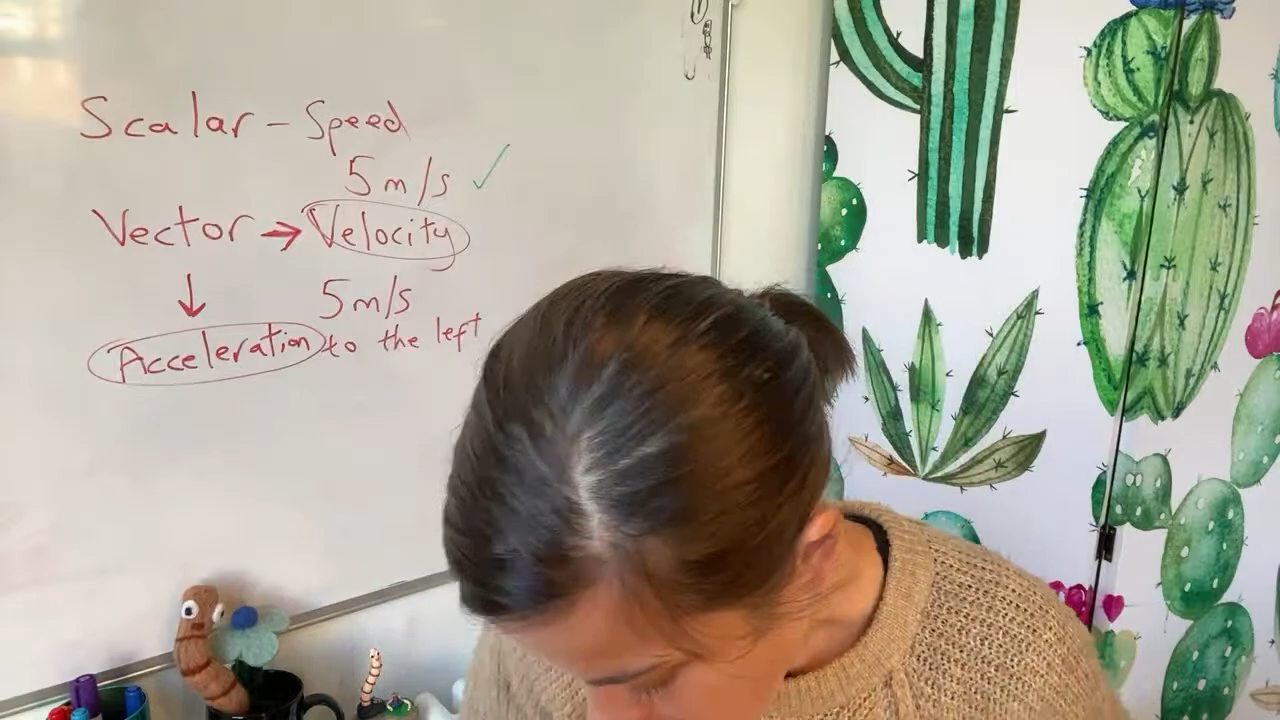 Scalar - Speed
5 m/s ✓
Vector → Velocity
↓ 5 m/s
Acceleration to the left